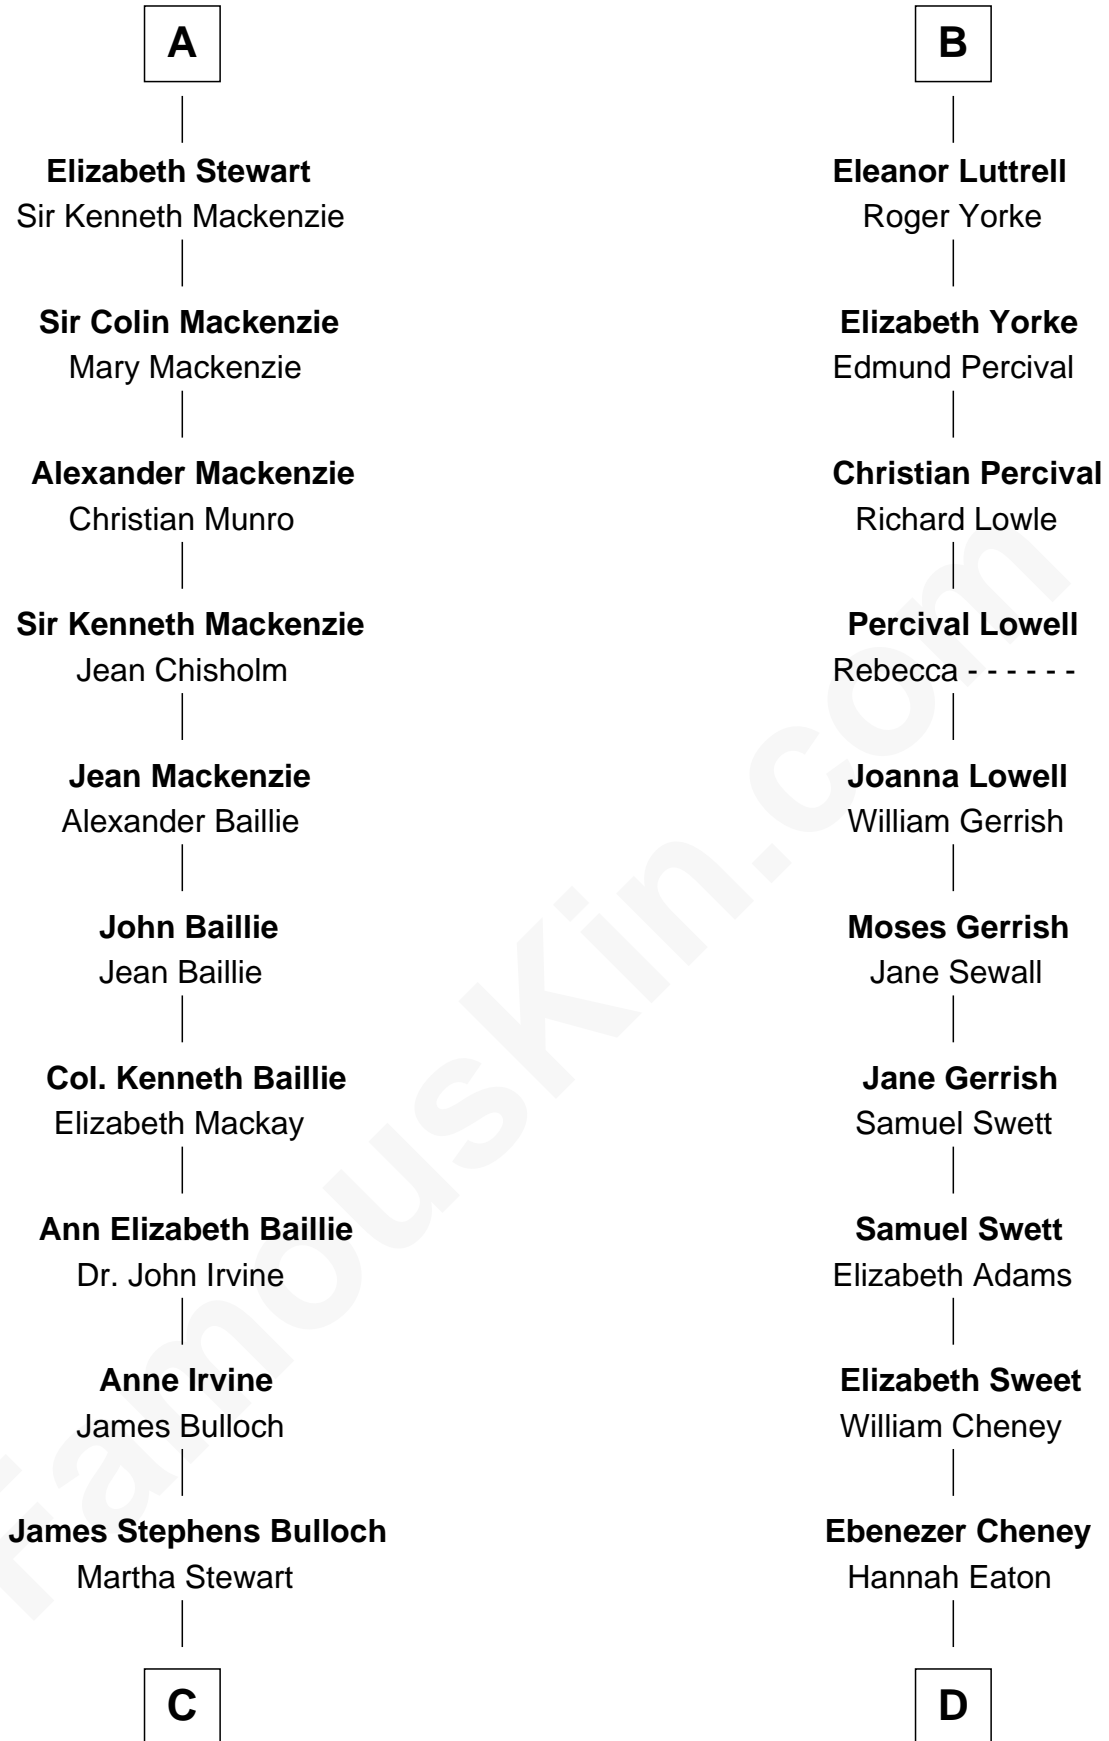 A
Elizabeth Stewart
Sir Kenneth Mackenzie
Sir Colin Mackenzie
Mary Mackenzie
Alexander Mackenzie
Christian Munro
Sir Kenneth Mackenzie
Jean Chisholm
Jean Mackenzie
Alexander Baillie
John Baillie
Jean Baillie
Col. Kenneth Baillie
Elizabeth Mackay
Ann Elizabeth Baillie
Dr. John Irvine
Anne Irvine
James Bulloch
James Stephens Bulloch
Martha Stewart
C
B
Eleanor Luttrell
Roger Yorke
Elizabeth Yorke
Edmund Percival
Christian Percival
Richard Lowle
Percival Lowell
Rebecca - - - - - -
Joanna Lowell
William Gerrish
Moses Gerrish
Jane Sewall
Jane Gerrish
Samuel Swett
Samuel Swett
Elizabeth Adams
Elizabeth Sweet
William Cheney
Ebenezer Cheney
Hannah Eaton
D
FamousKin.com